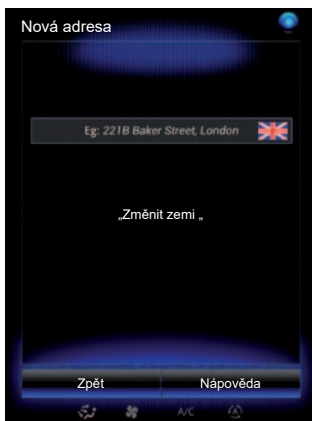 Nová adresa
Eg: 221B Baker Street, London
„Změnit zemi „
Zpět Nápověda
A/C